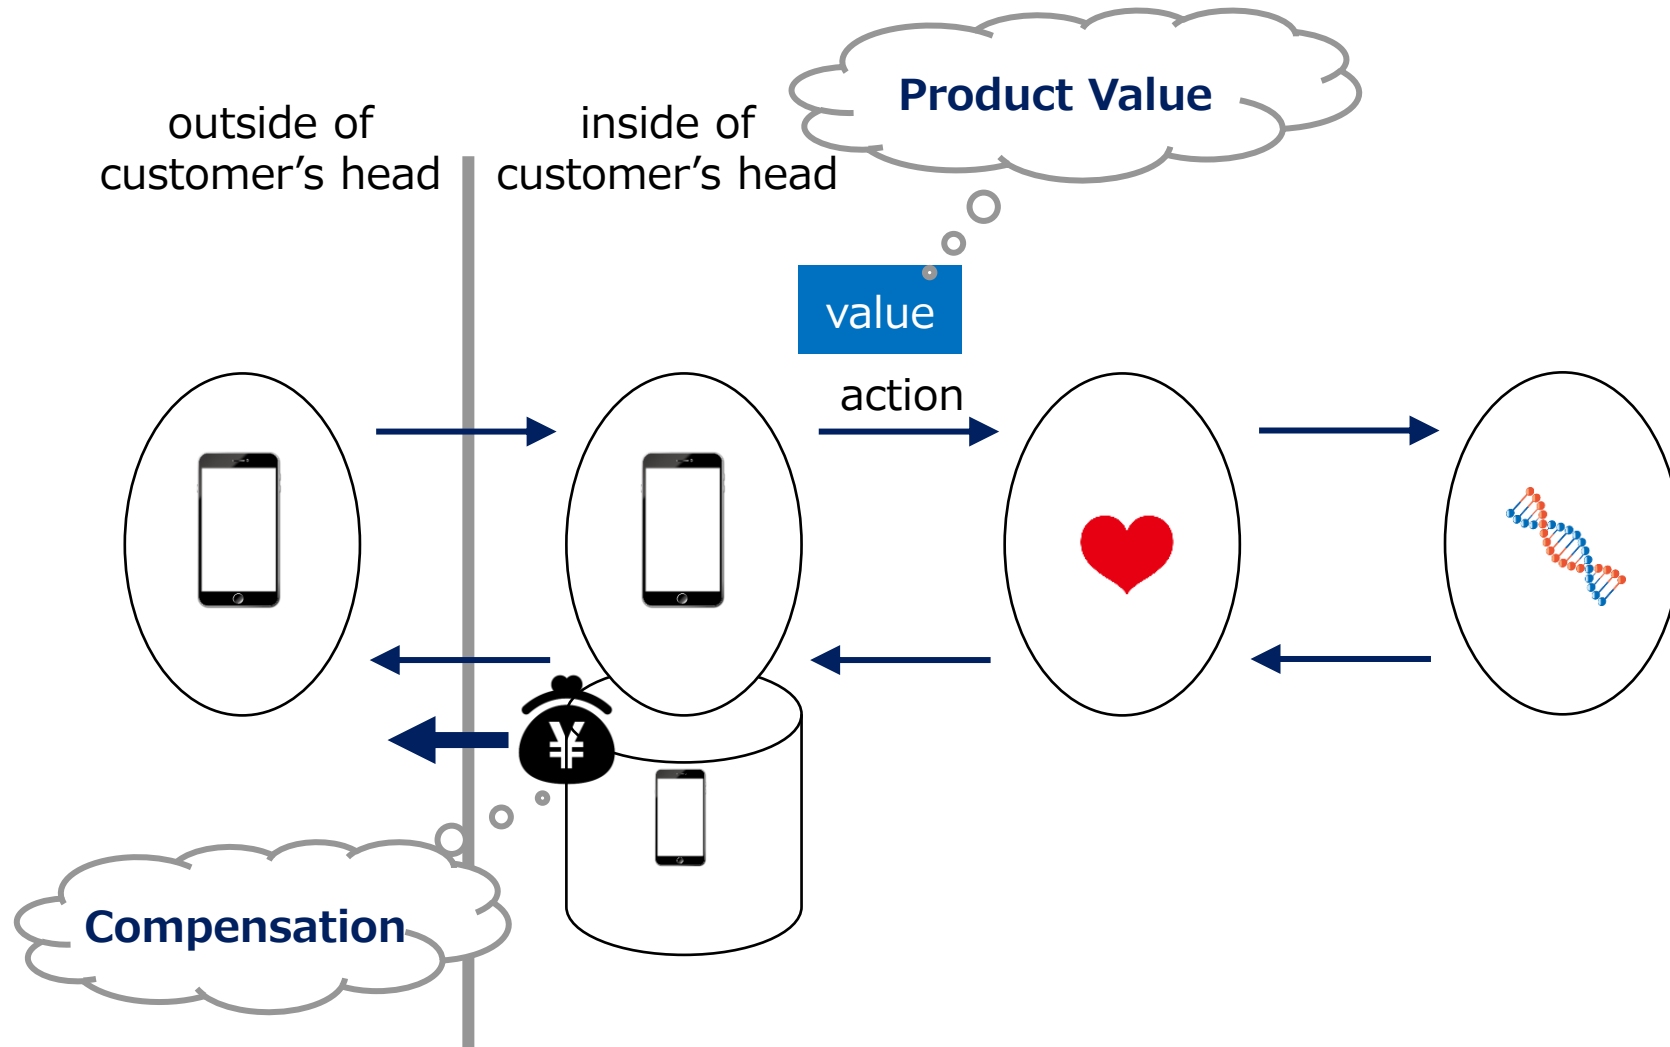 Product Value
outside of
customer’s head
inside of
customer’s head
value
action
¥
Compensation